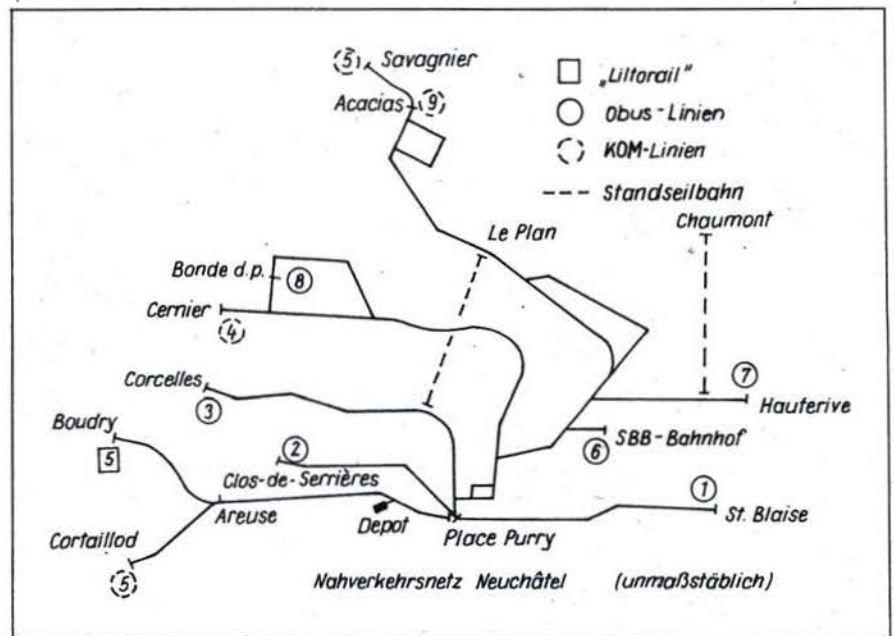 5 Savagnier
Acacias 9
□ „Littorail"
○ Obus-Linien
KOM-Linien
--- Standseilbahn
Chaumont
Le Plan
Bonde d.p. 8
Cernier
4
Corcelles
3
7
Hauterive
Boudry
5
2
Clos-de-Serrières
6 SBB-Bahnhof
Areuse
Depot
1
St. Blaise
Place Purry
Cortaillod
5
Nahverkehrsnetz Neuchâtel (unmaßstäblich)